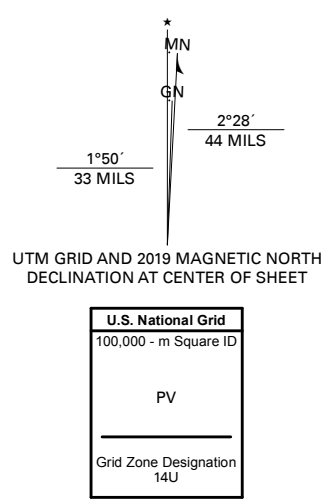 MN
GN
2°28´
44 MILS
1°50´
33 MILS
UTM GRID AND 2019 MAGNETIC NORTH
DECLINATION AT CENTER OF SHEET
U.S. National Grid
100,000 - m Square ID
PV
Grid Zone Designation
14U